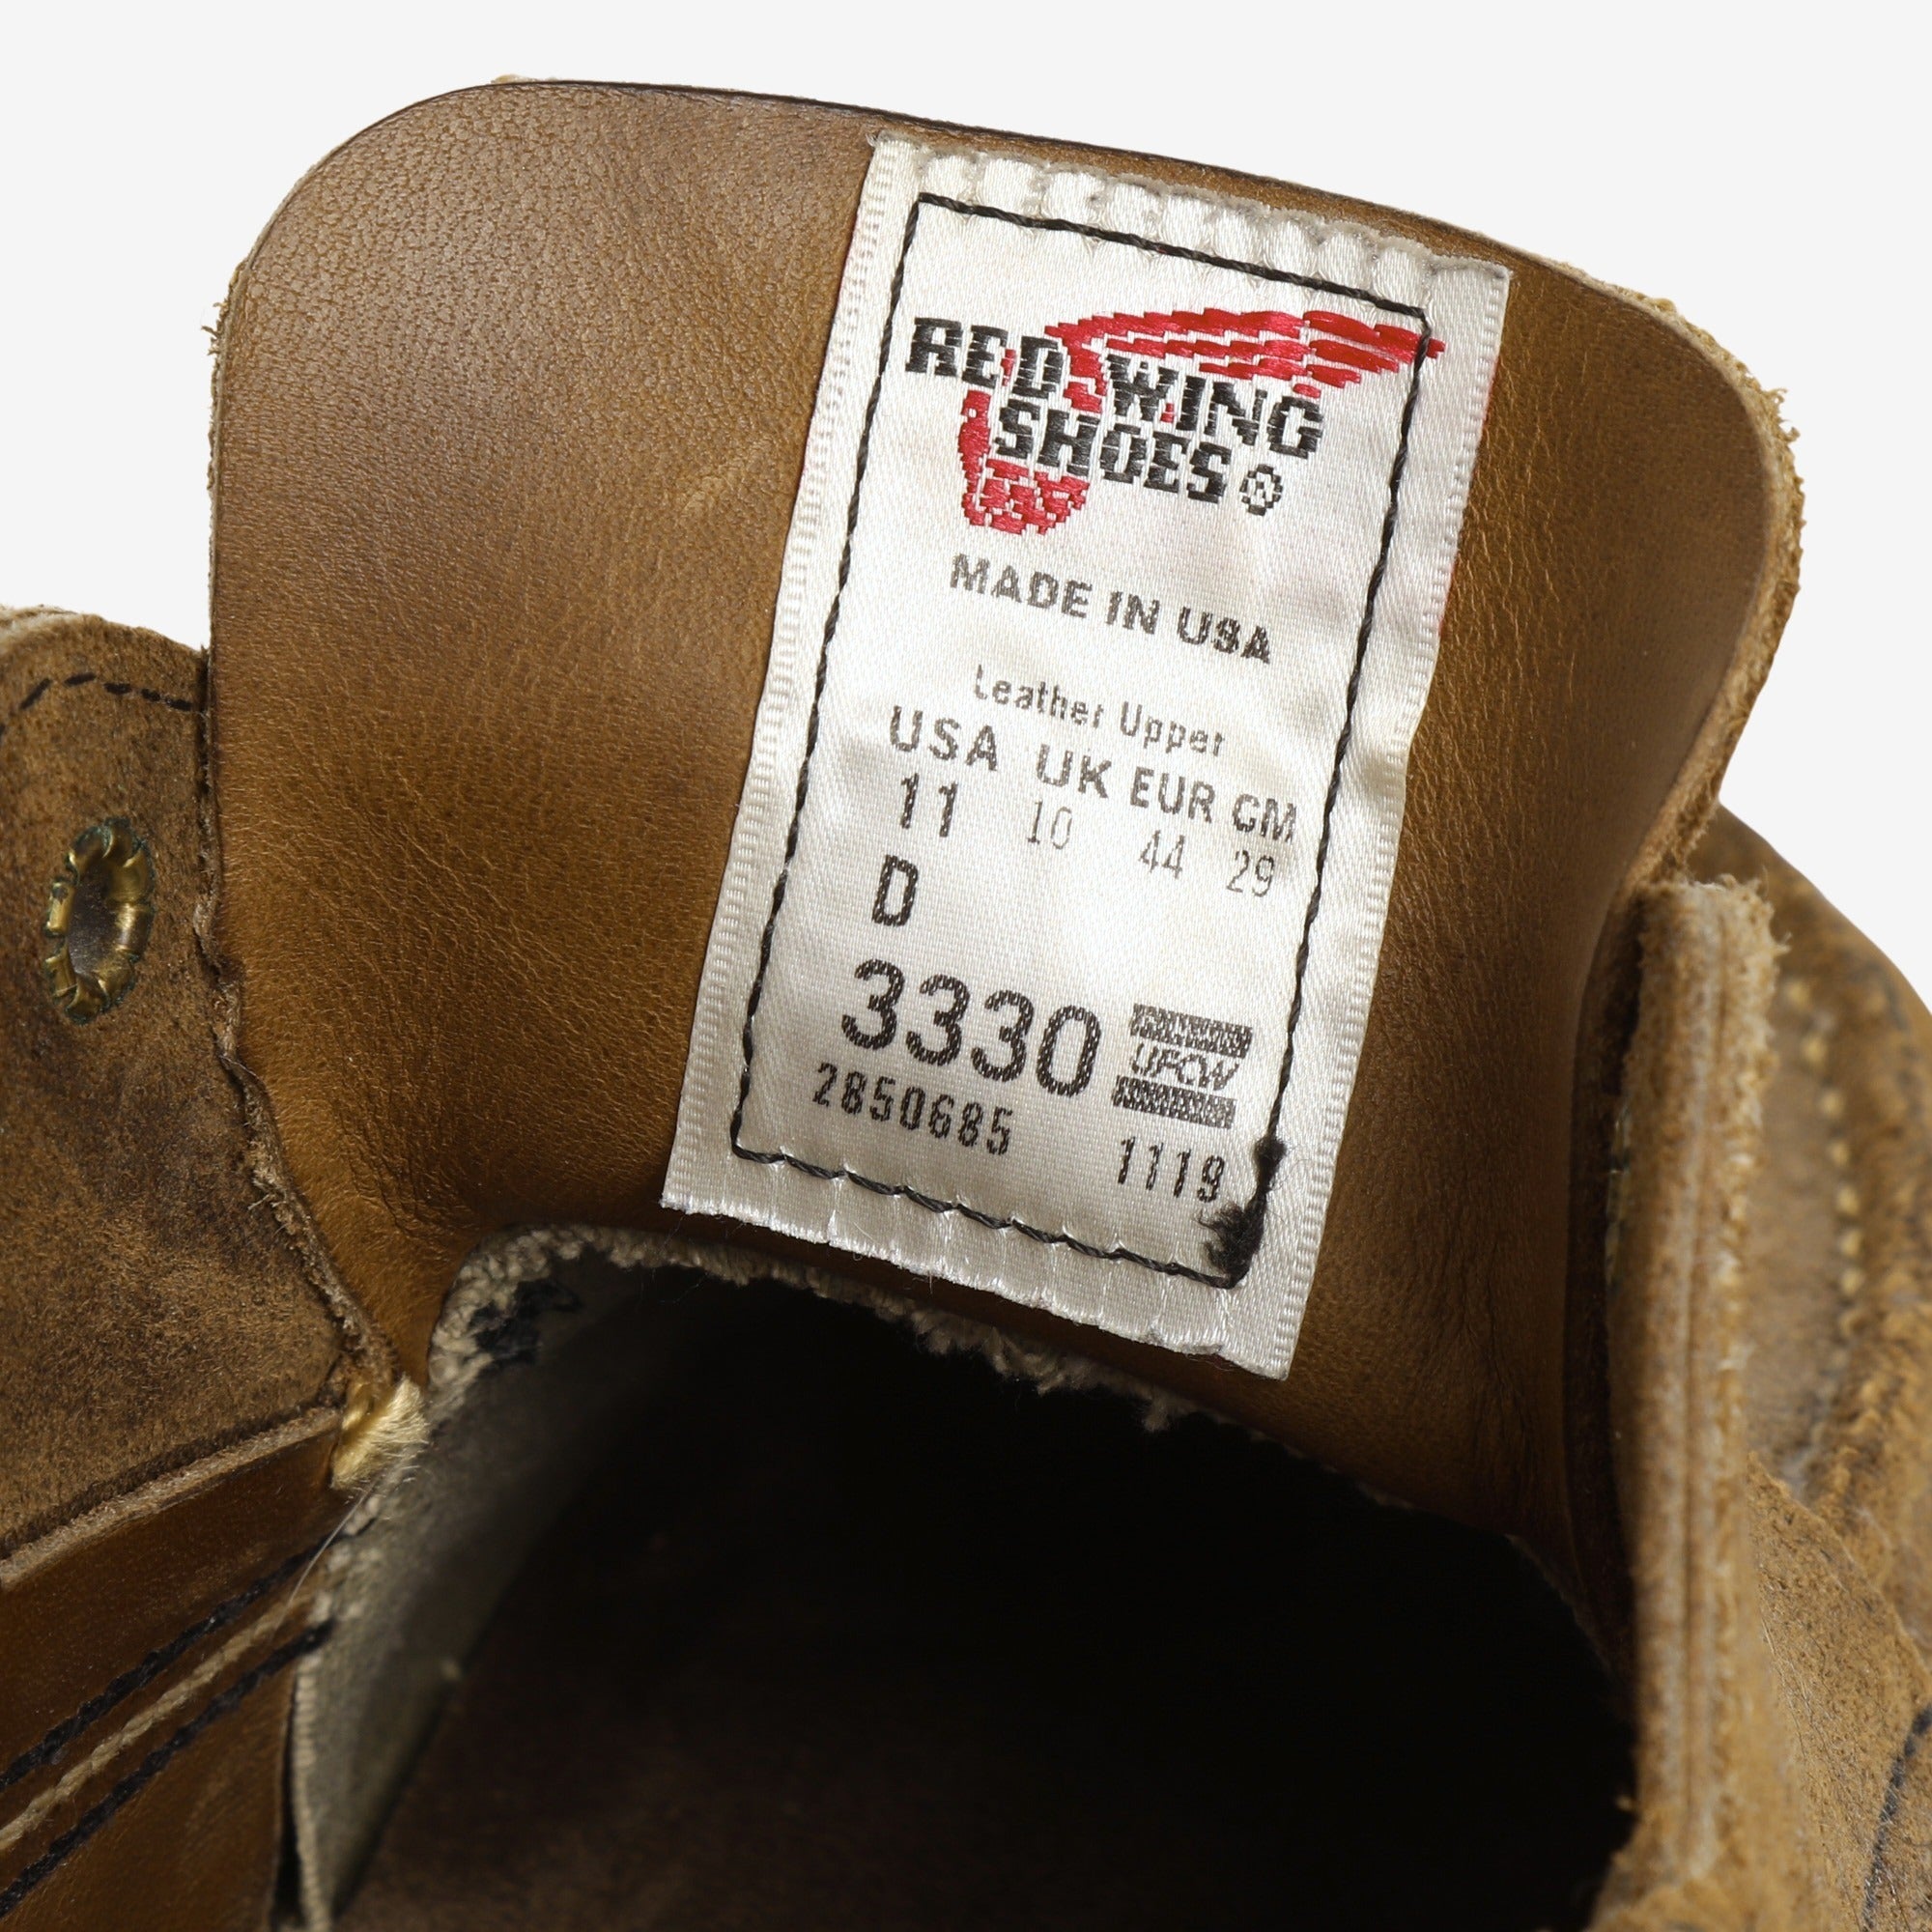 RED WING
SHOES®
MADE IN USA
Leather Upper
USA UK EUR CM
11 10 44 29
D
3330 UFCW
2850685 1119